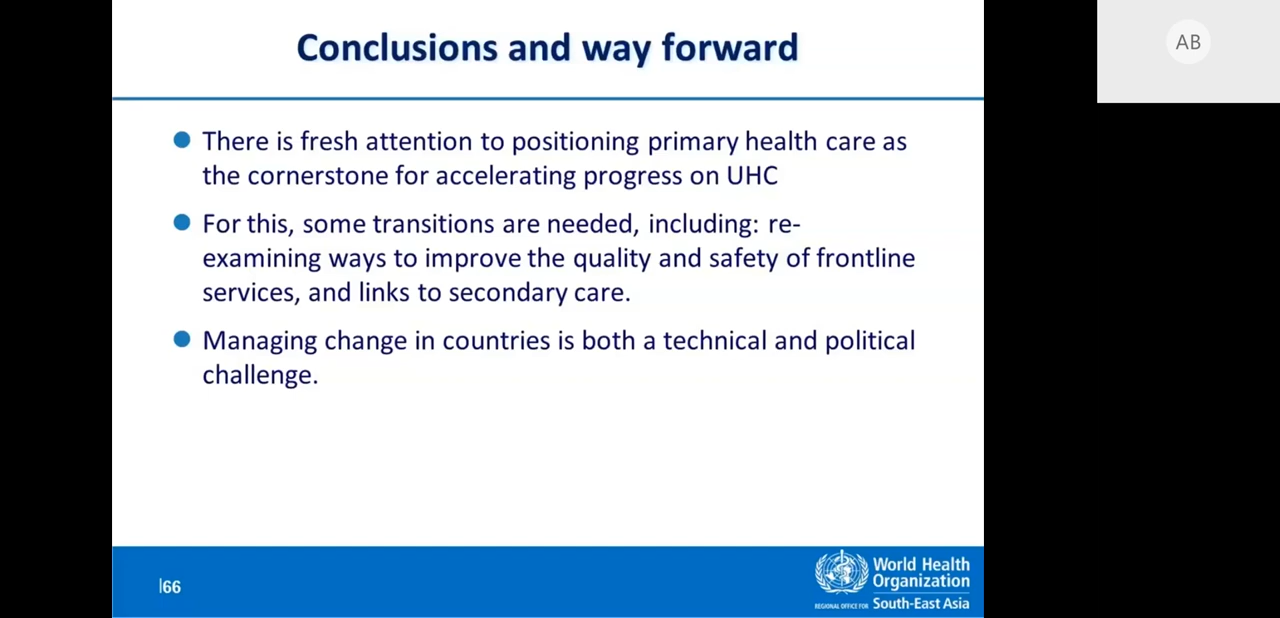 Conclusions and way forward
AB
There is fresh attention to positioning primary health care as
the cornerstone for accelerating progress on UHC
For this, some transitions are needed, including: re-
examining ways to improve the quality and safety of frontline
services, and links to secondary care.
Managing change in countries is both a technical and political
challenge.
|66
World Health
Organization
REGIONAL OFFICE FOR South-East Asia